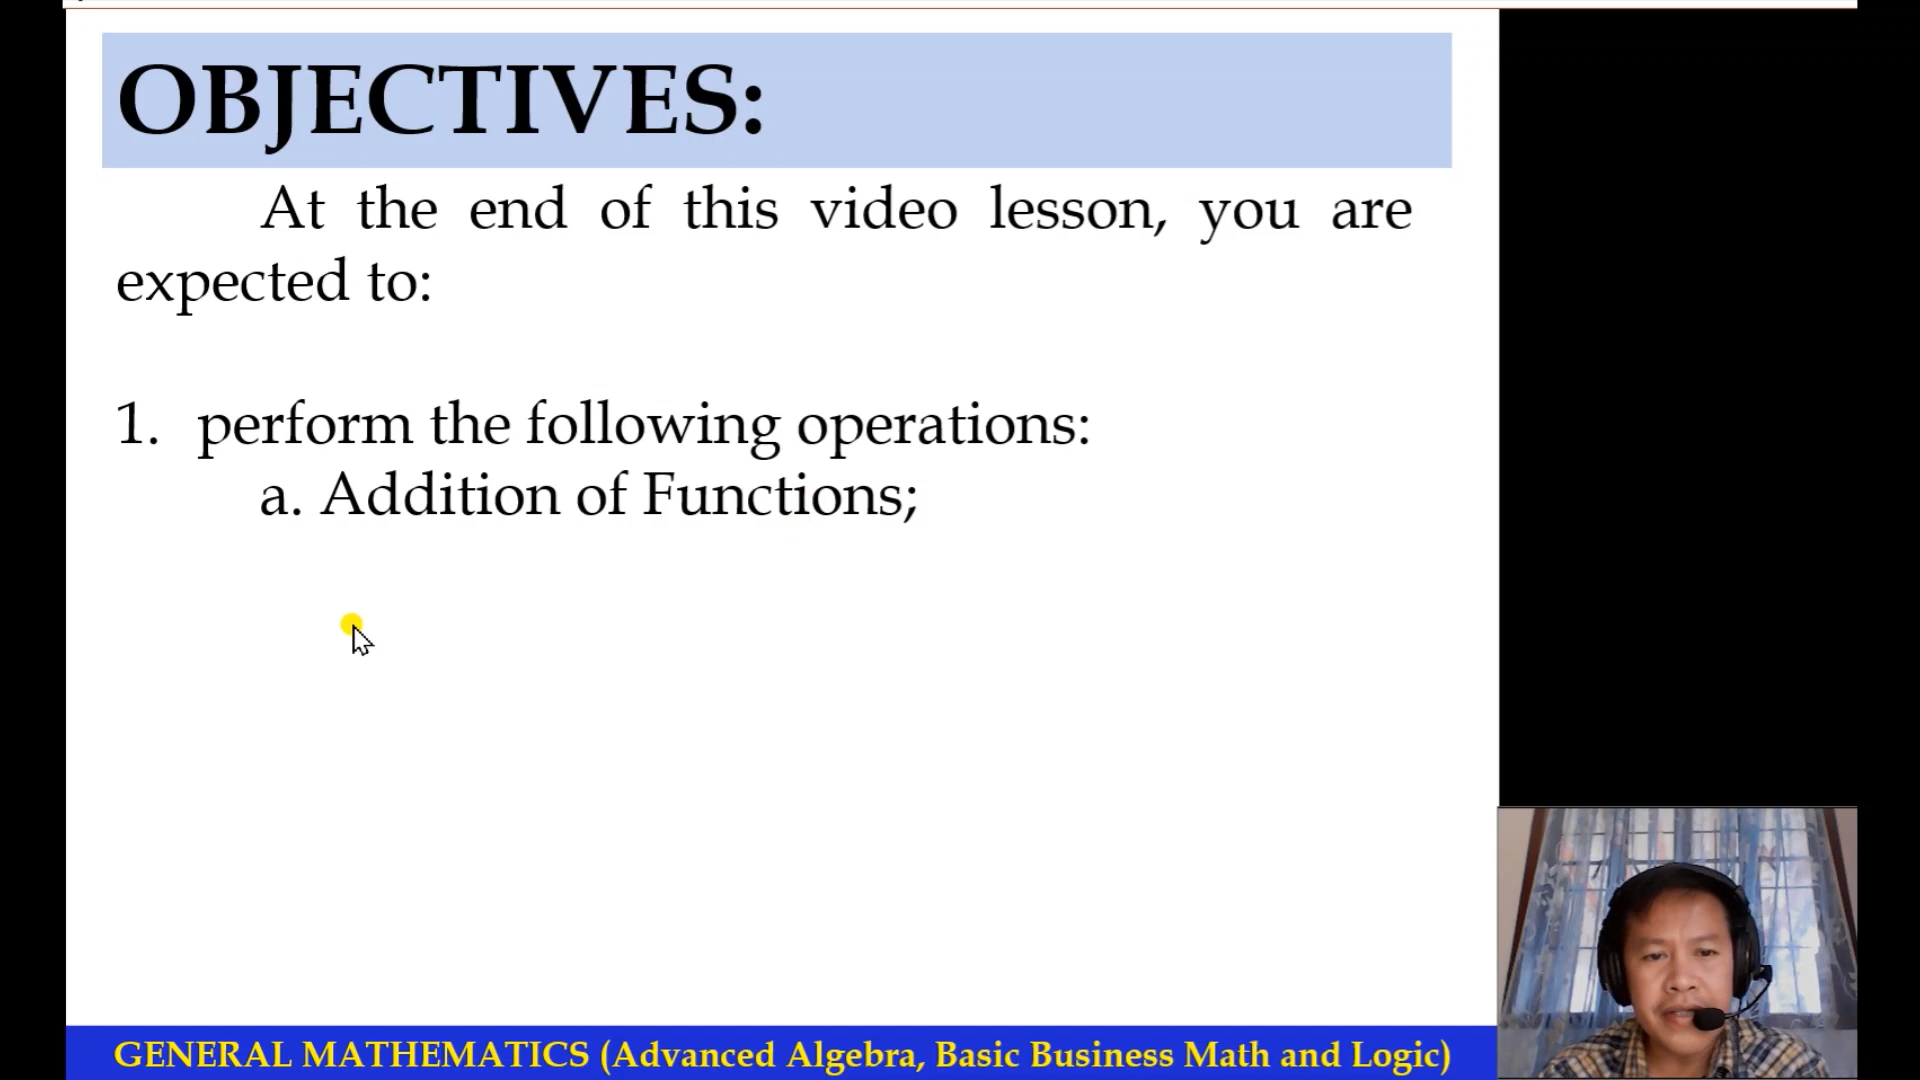 OBJECTIVES:
At the end of this video lesson, you are
expected to:
1. perform the following operations:
a. Addition of Functions;
GENERAL MATHEMATICS (Advanced Algebra, Basic Business Math and Logic)